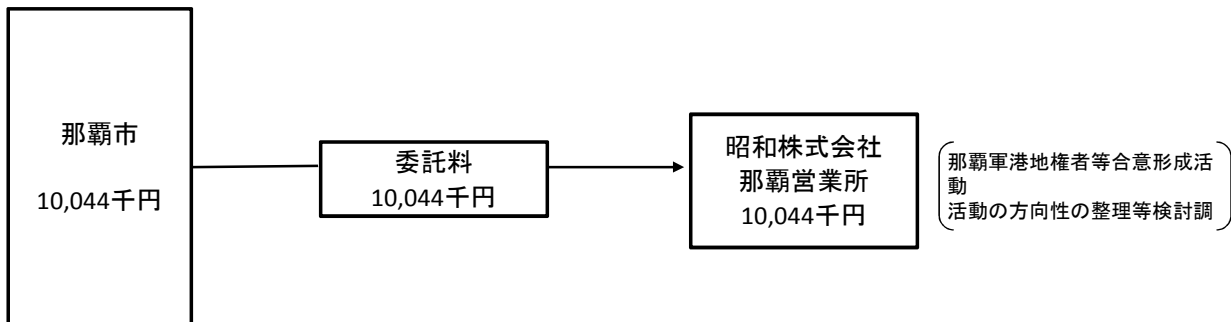 那覇市
10,044千円
委託料
10,044千円
昭和株式会社
那覇営業所
10,044千円
那覇軍港地権者等合意形成活
動
活動の方向性の整理等検討調